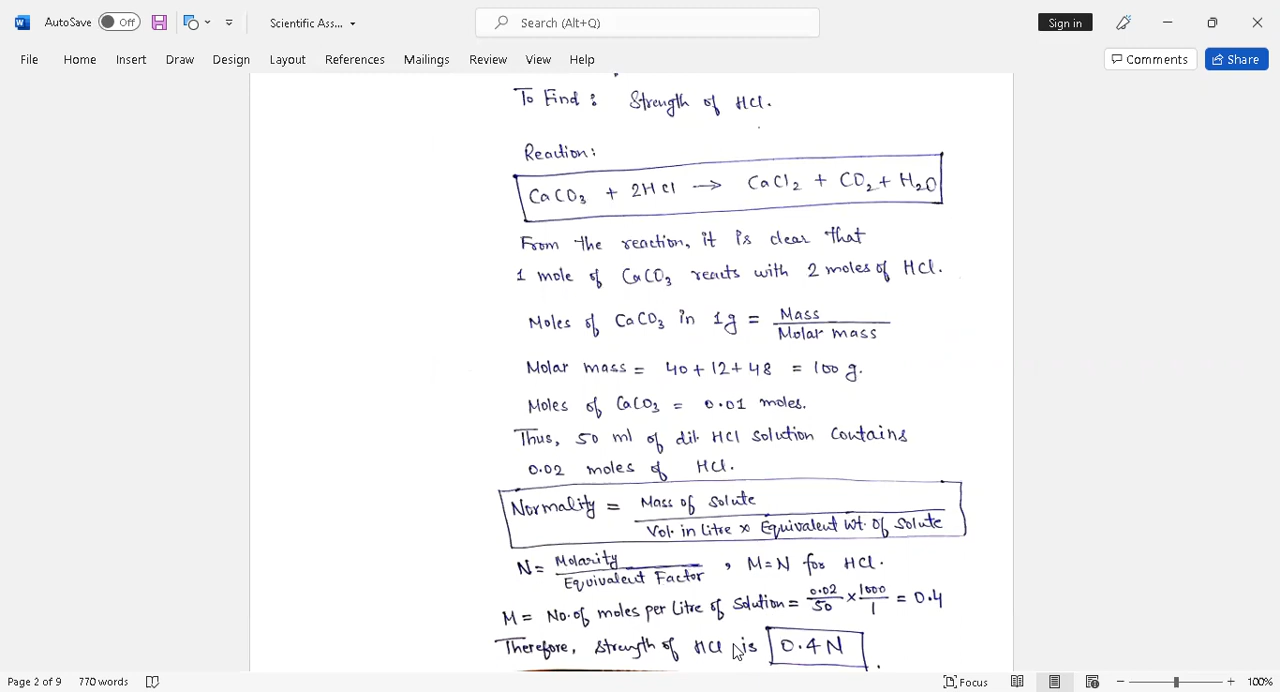 AutoSave Off Scientific Ass... Search (Alt+Q) Sign in
File Home Insert Draw Design Layout References Mailings Review View Help Comments Share
To Find: Strength of HCl.
Reaction:
CaCO3 + 2HCl → CaCl2 + CO2 + H2O
From the reaction, it is clear that
1 mole of CaCO3 reacts with 2 moles of HCl.
Moles of CaCO3 in 1g = Mass / Molar mass
Molar mass = 40+12+48 = 100 g.
Moles of CaCO3 = 0.01 moles.
Thus, 50 ml of dil. HCl solution contains
0.02 moles of HCl.
Normality = Mass of Solute / Vol. in Litre × Equivalent Wt. of Solute
N = Molarity / Equivalent Factor , M=N for HCl.
M = No. of moles per Litre of Solution = 0.02/50 × 1000/1 = 0.4
Therefore, Strength of HCl is 0.4 N.
Page 2 of 9 770 words Focus 100%